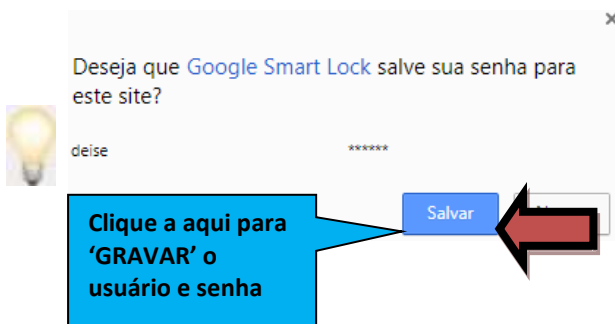 Deseja que Google Smart Lock salve sua senha para
este site?
deise ******
Salvar
Clique a aqui para
‘GRAVAR’ o
usuário e senha